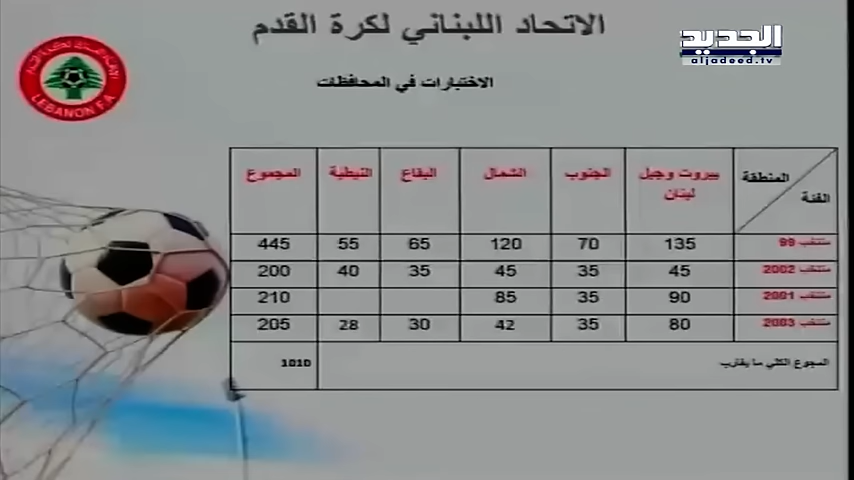 الاتحاد اللبناني لكرة القدم
الجديد
aljadeed.tv
LEBANON F.A
الاختبارات في المحافظات
المنطقة الفئة بيروت وجبل لبنان الجنوب الشمال البقاع النبطية المجموع
منتخب 99 135 70 120 65 55 445
منتخب 2002 45 35 45 35 40 200
منتخب 2001 90 35 85 210
منتخب 2003 80 35 42 30 28 205
المجموع الكلي ما يقارب 1010